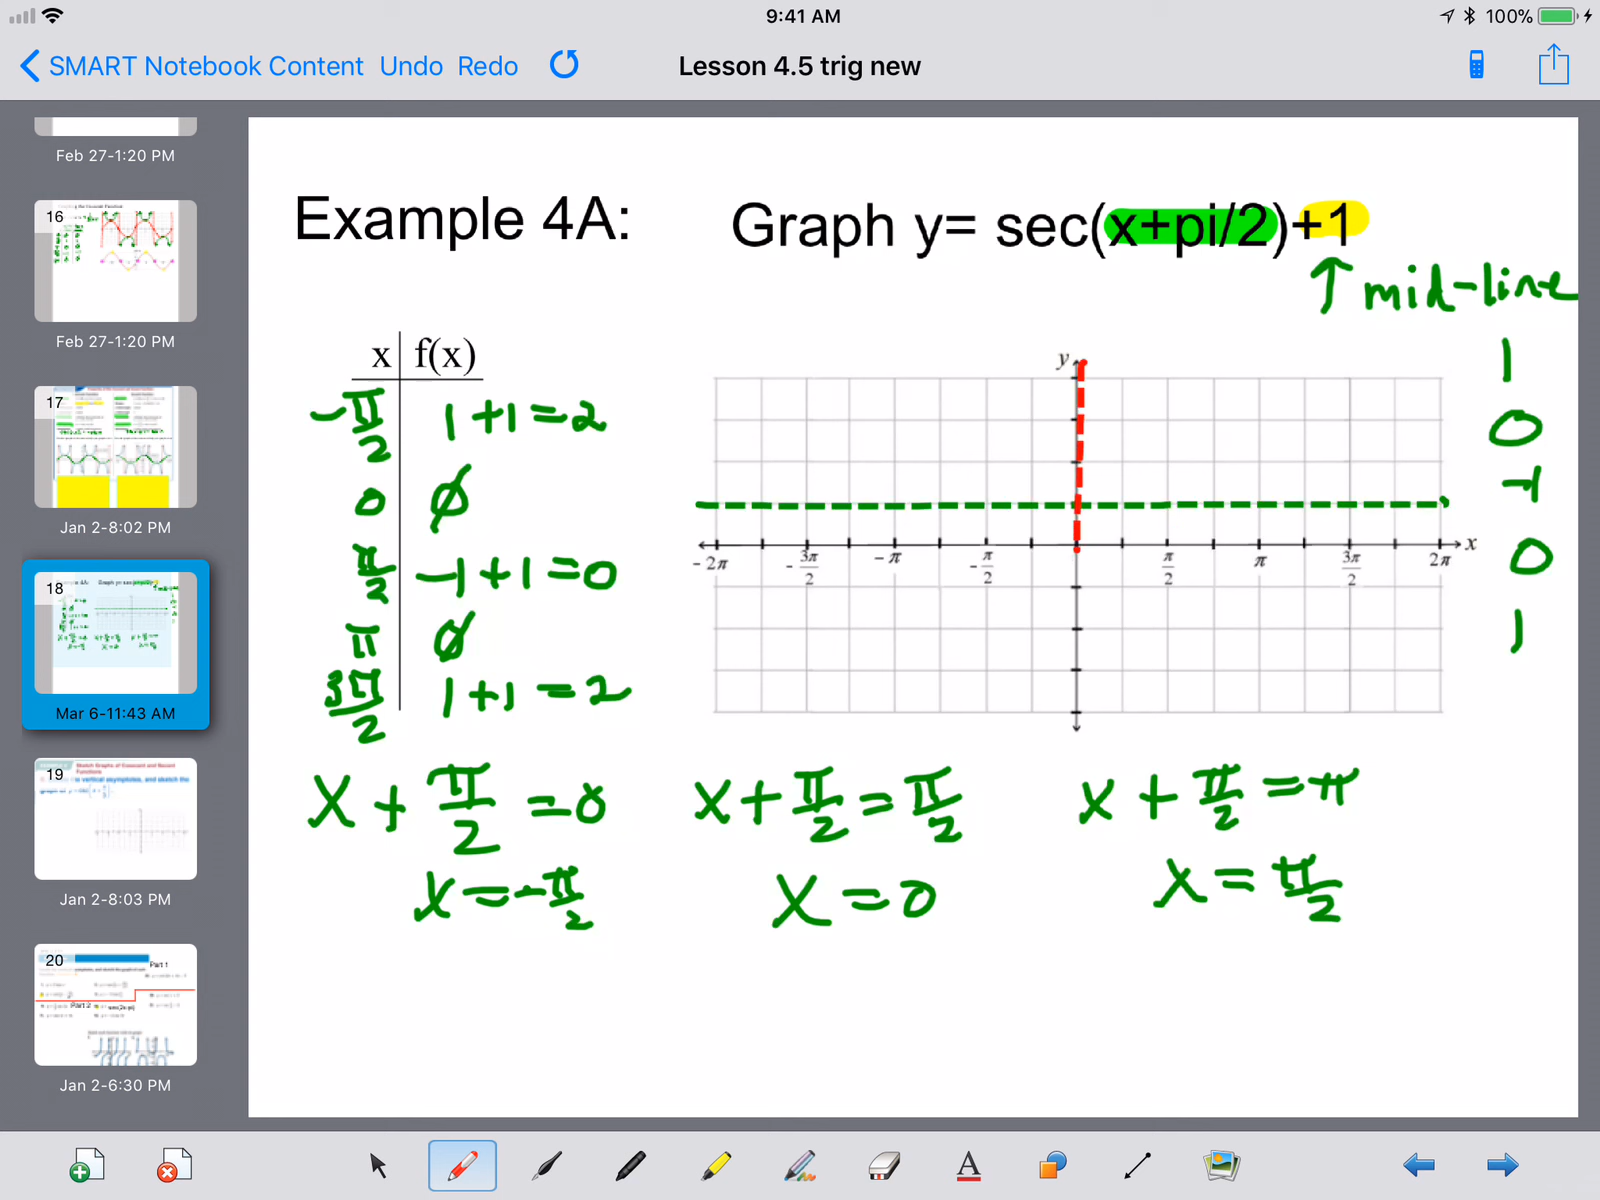 9:41 AM
100%
SMART Notebook Content Undo Redo
Lesson 4.5 trig new
Feb 27-1:20 PM
16
Feb 27-1:20 PM
17
Jan 2-8:02 PM
18
Mar 6-11:43 AM
19
Jan 2-8:03 PM
20
Part 1
Part 2
Jan 2-6:30 PM
Example 4A: Graph y= sec(x+pi/2)+1
↑ mid-line
1
0
-1
0
1
x | f(x)
-π/2 1+1=2
0 ∅
π/2 -1+1=0
π ∅
3π/2 1+1=2
y
x
-2π -3π/2 -π -π/2 π/2 π 3π/2 2π
x + π/2 = 0 x + π/2 = π/2 x + π/2 = π
x = -π/2 x = 0 x = π/2
A